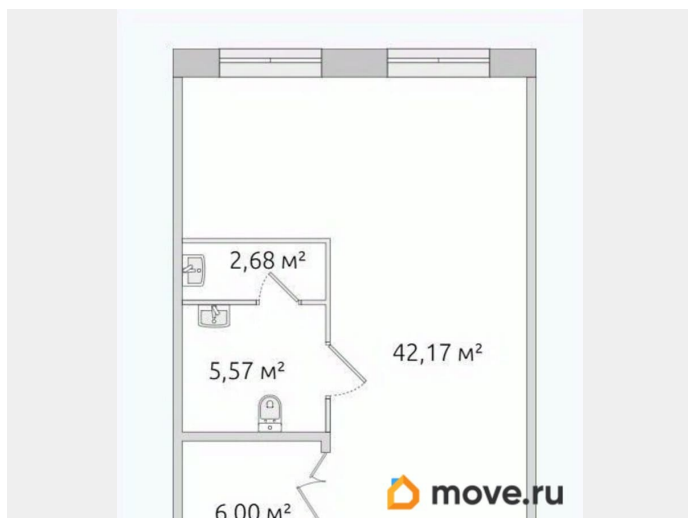 2,68 м²
5,57 м²
42,17 м²
6,00 м²
move.ru